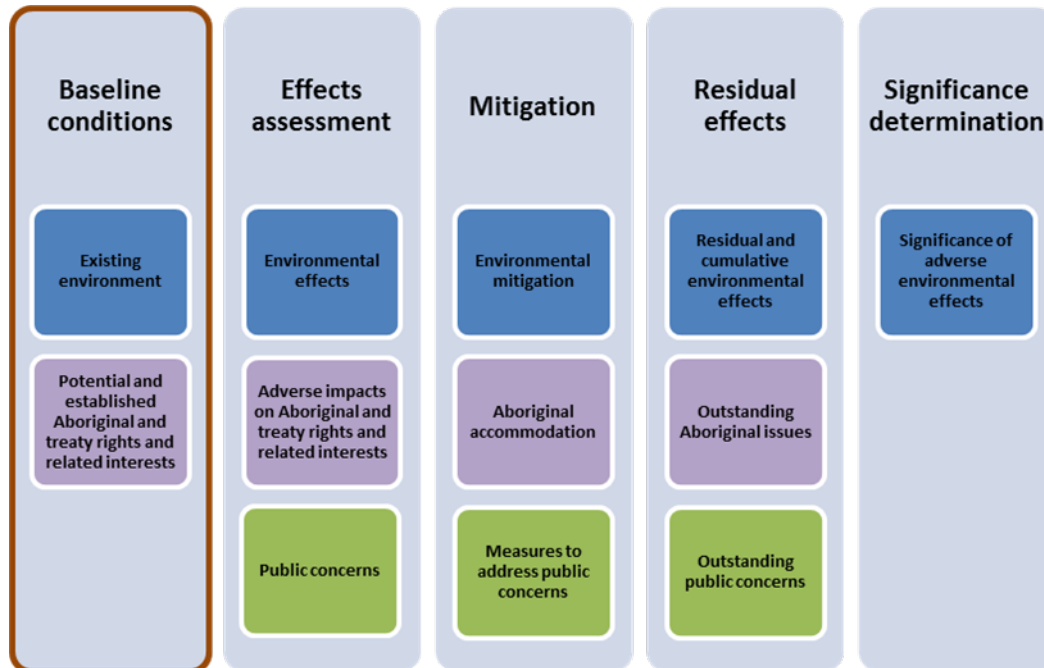 Baseline
conditions
Effects
assessment
Mitigation
Residual
effects
Significance
determination
Existing
environment
Environmental
effects
Environmental
mitigation
Residual and
cumulative
environmental
effects
Significance of
adverse
environmental
effects
Potential and
established
Aboriginal and
treaty rights and
related interests
Adverse impacts
on Aboriginal and
treaty rights and
related interests
Aboriginal
accommodation
Outstanding
Aboriginal issues
Public concerns
Measures to
address public
concerns
Outstanding
public concerns